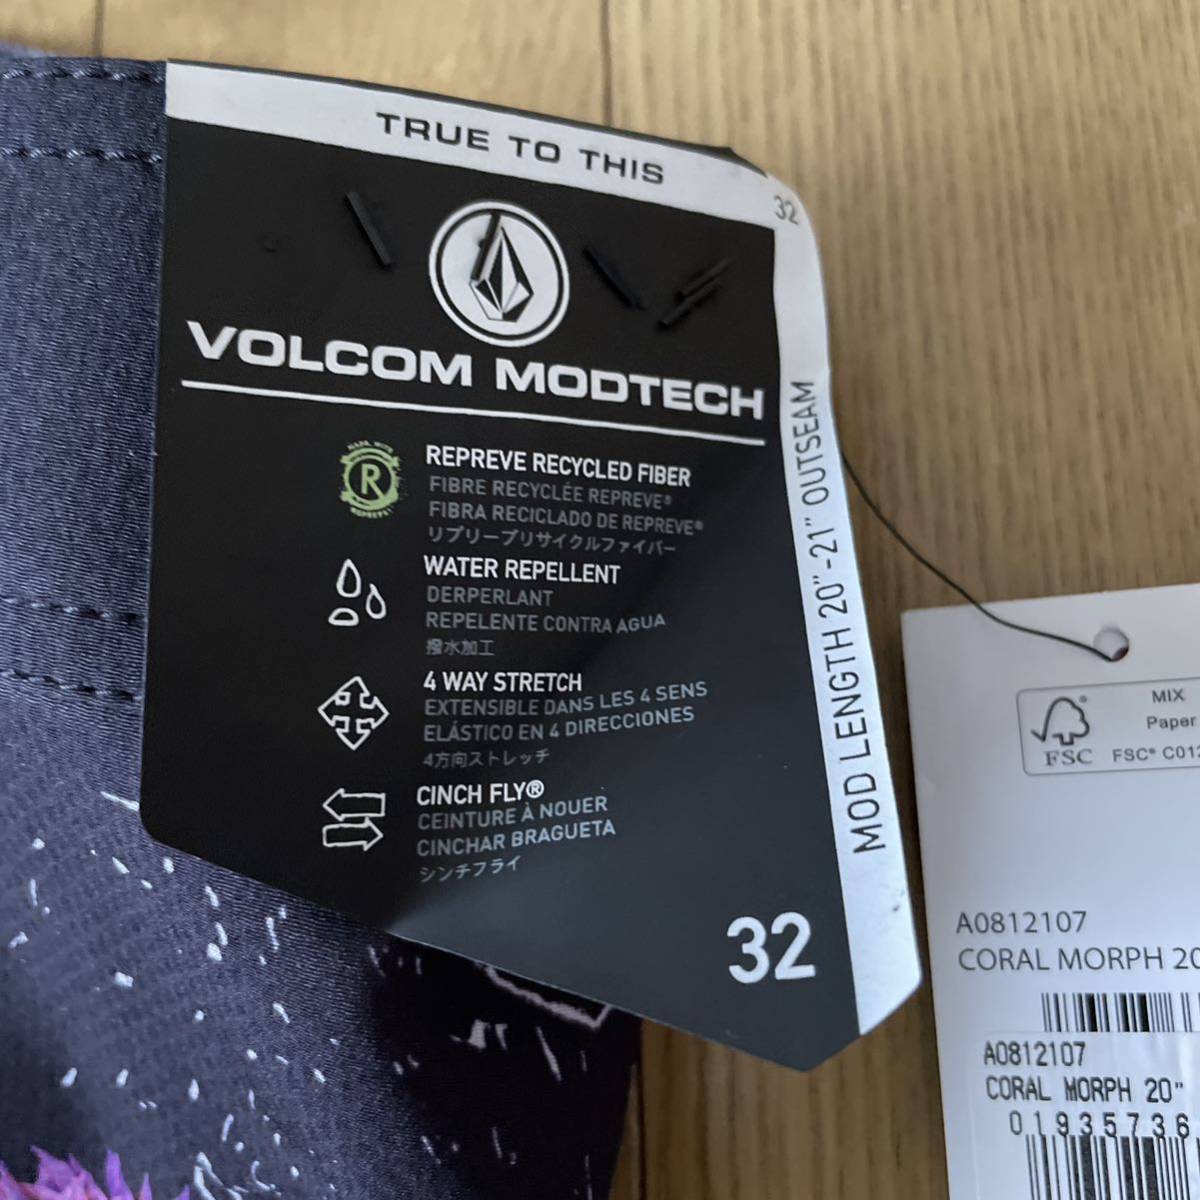 TRUE TO THIS
32
VOLCOM MODTECH
R
REPREVE RECYCLED FIBER
FIBRE RECYCLÉE REPREVE®
FIBRA RECICLADO DE REPREVE®
リプリーブリサイクルファイバー
WATER REPELLENT
DERPERLANT
REPELENTE CONTRA AGUA
撥水加工
4 WAY STRETCH
EXTENSIBLE DANS LES 4 SENS
ELÁSTICO EN 4 DIRECCIONES
4方向ストレッチ
CINCH FLY®
CEINTURE À NOUER
CINCHAR BRAGUETA
シンチフライ
32
MOD LENGTH 20"-21" OUTSEAM
FSC
MIX
Paper
FSC® C012
A0812107
CORAL MORPH 20
A0812107
CORAL MORPH 20"
01935736